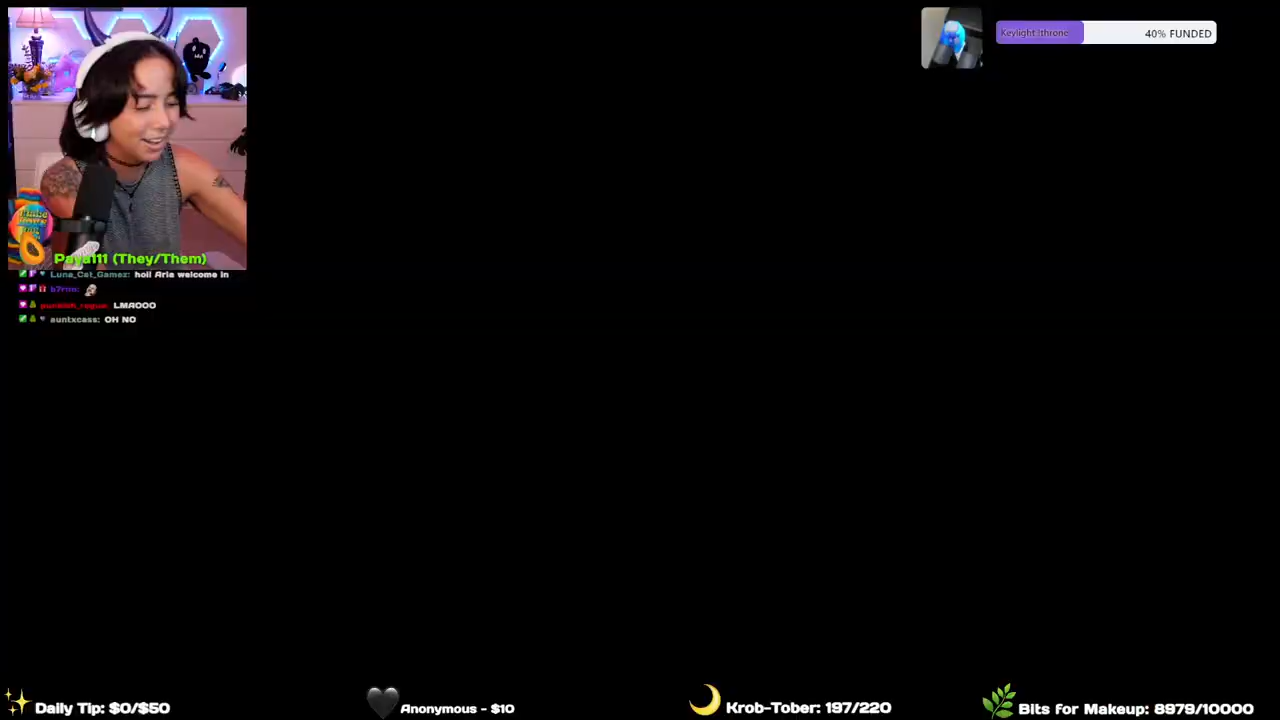 Keylight !throne
40% FUNDED
Paya111 (They/Them)
Luna_Cat_Gamez: hoii Aria welcome in
b7rnn:
LMAOOO
auntxcass: OH NO
Daily Tip: $0/$50
Anonymous - $10
Krob-Tober: 197/220
Bits for Makeup: 8979/10000